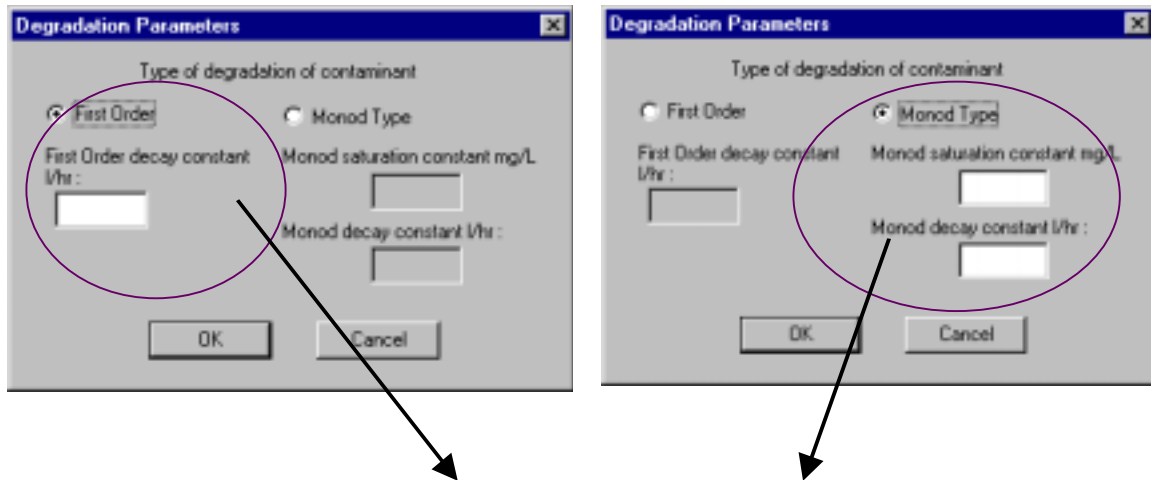 Degradation Parameters
Type of degradation of contaminant
First Order
Monod Type
First Order decay constant
l/hr :
Monod saturation constant mg/L
Monod decay constant l/hr :
OK
Cancel
Degradation Parameters
Type of degradation of contaminant
First Order
Monod Type
First Order decay constant
l/hr :
Monod saturation constant mg/L
Monod decay constant l/hr :
OK
Cancel